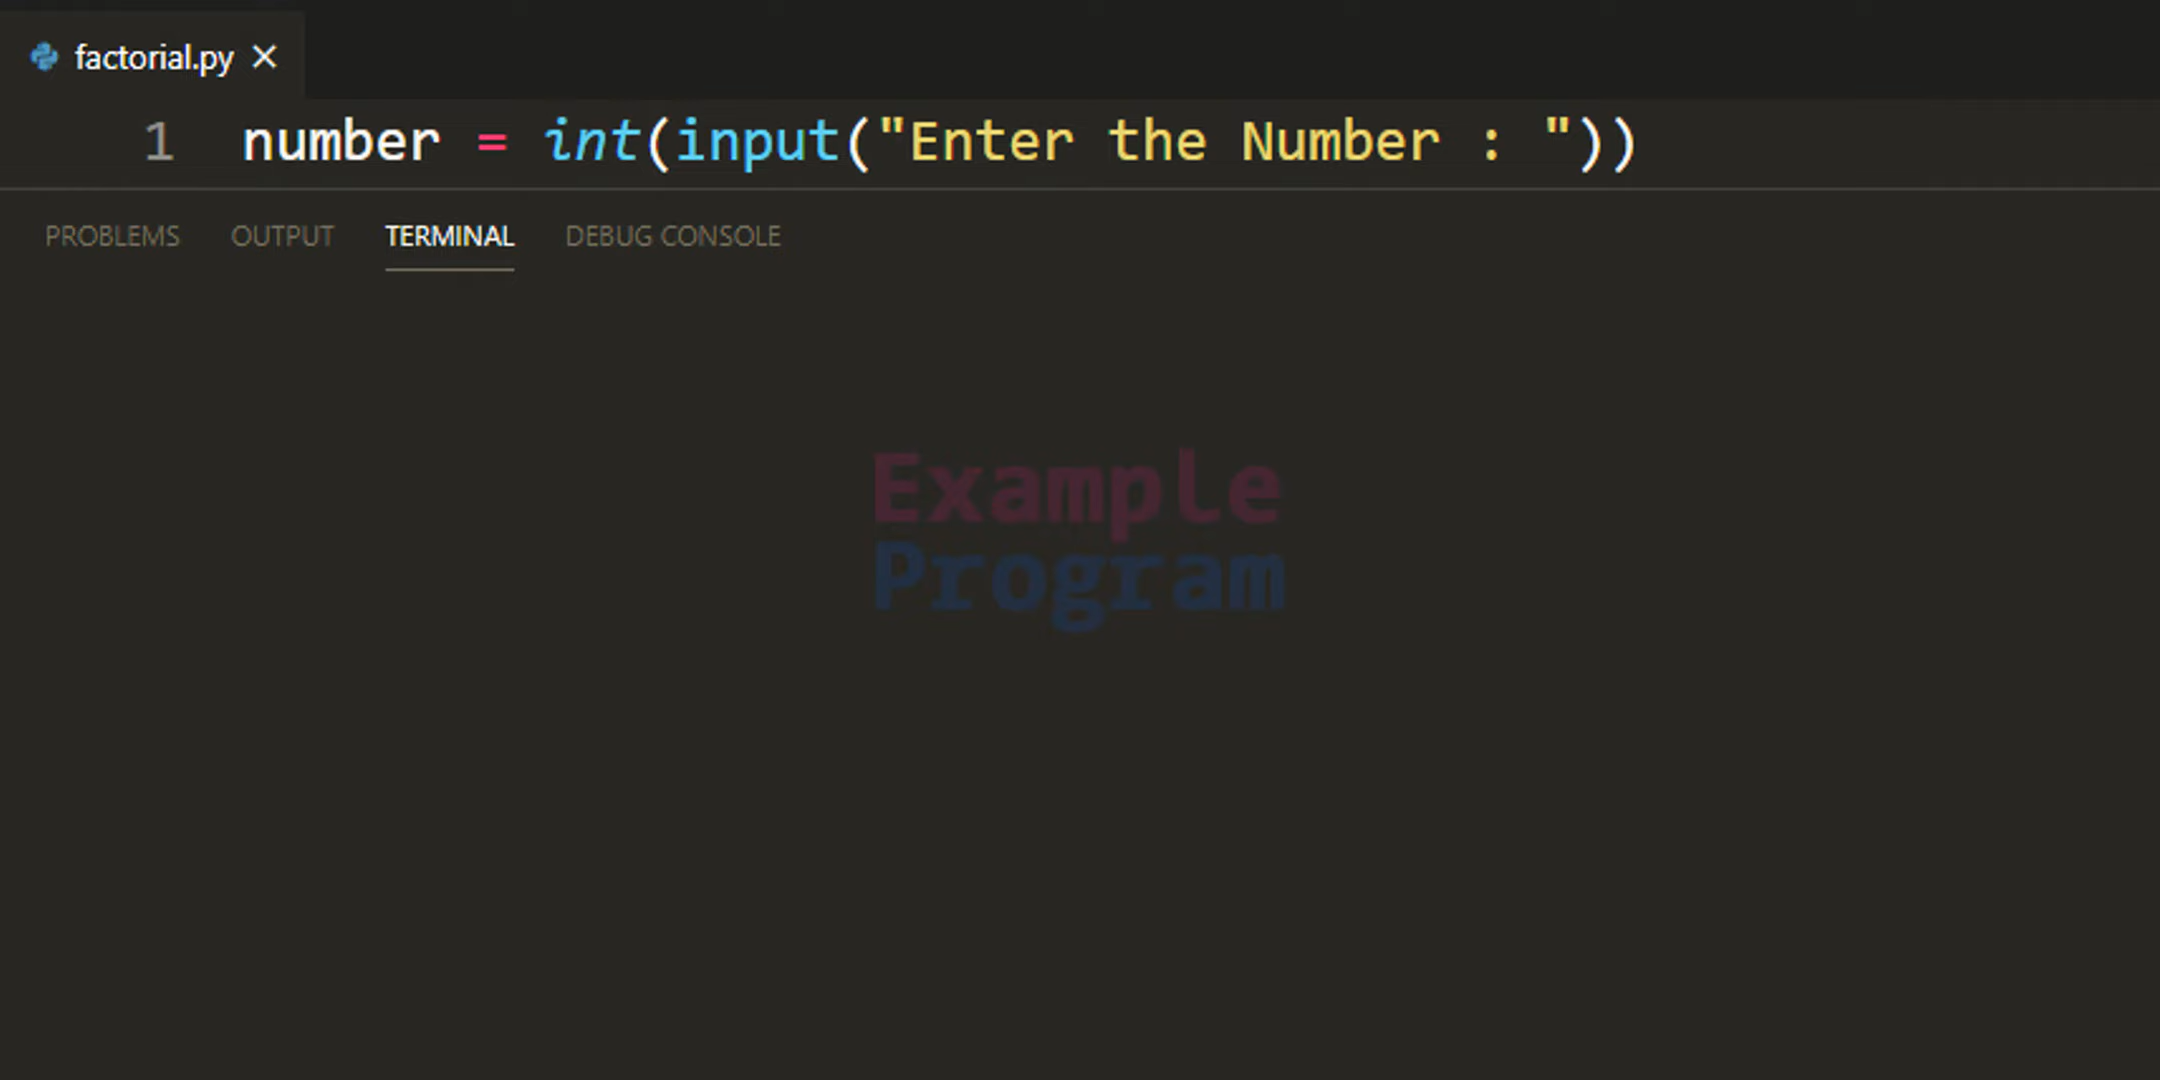 factorial.py
1 number = int(input("Enter the Number : "))
PROBLEMS OUTPUT TERMINAL DEBUG CONSOLE
Example
Program